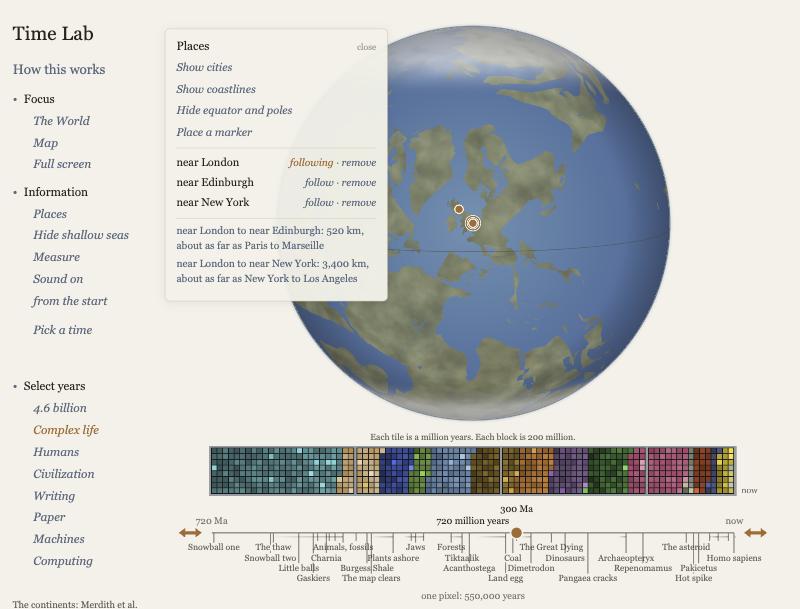 Time Lab
How this works
• Focus
The World
Map
Full screen
• Information
Places
Hide shallow seas
Measure
Sound on
from the start
Pick a time
• Select years
4.6 billion
Complex life
Humans
Civilization
Writing
Paper
Machines
Computing
The continents: Merdith et al.
Places
close
Show cities
Show coastlines
Hide equator and poles
Place a marker
near London following · remove
near Edinburgh follow · remove
near New York follow · remove
near London to near Edinburgh: 520 km,
about as far as Paris to Marseille
near London to near New York: 3,400 km,
about as far as New York to Los Angeles
Each tile is a million years. Each block is 200 million.
now
300 Ma
720 Ma 720 million years now
Snowball one The thaw Animals, fossils Jaws Forests The Great Dying The asteroid
Snowball two Charnia Plants ashore Tiktaalik Coal Dinosaurs Archaeopteryx Homo sapiens
Little balls Burgess Shale Acanthostega Dimetrodon Repenomamus Pakicetus
Gaskiers The map clears Land egg Pangaea cracks Hot spike
one pixel: 550,000 years